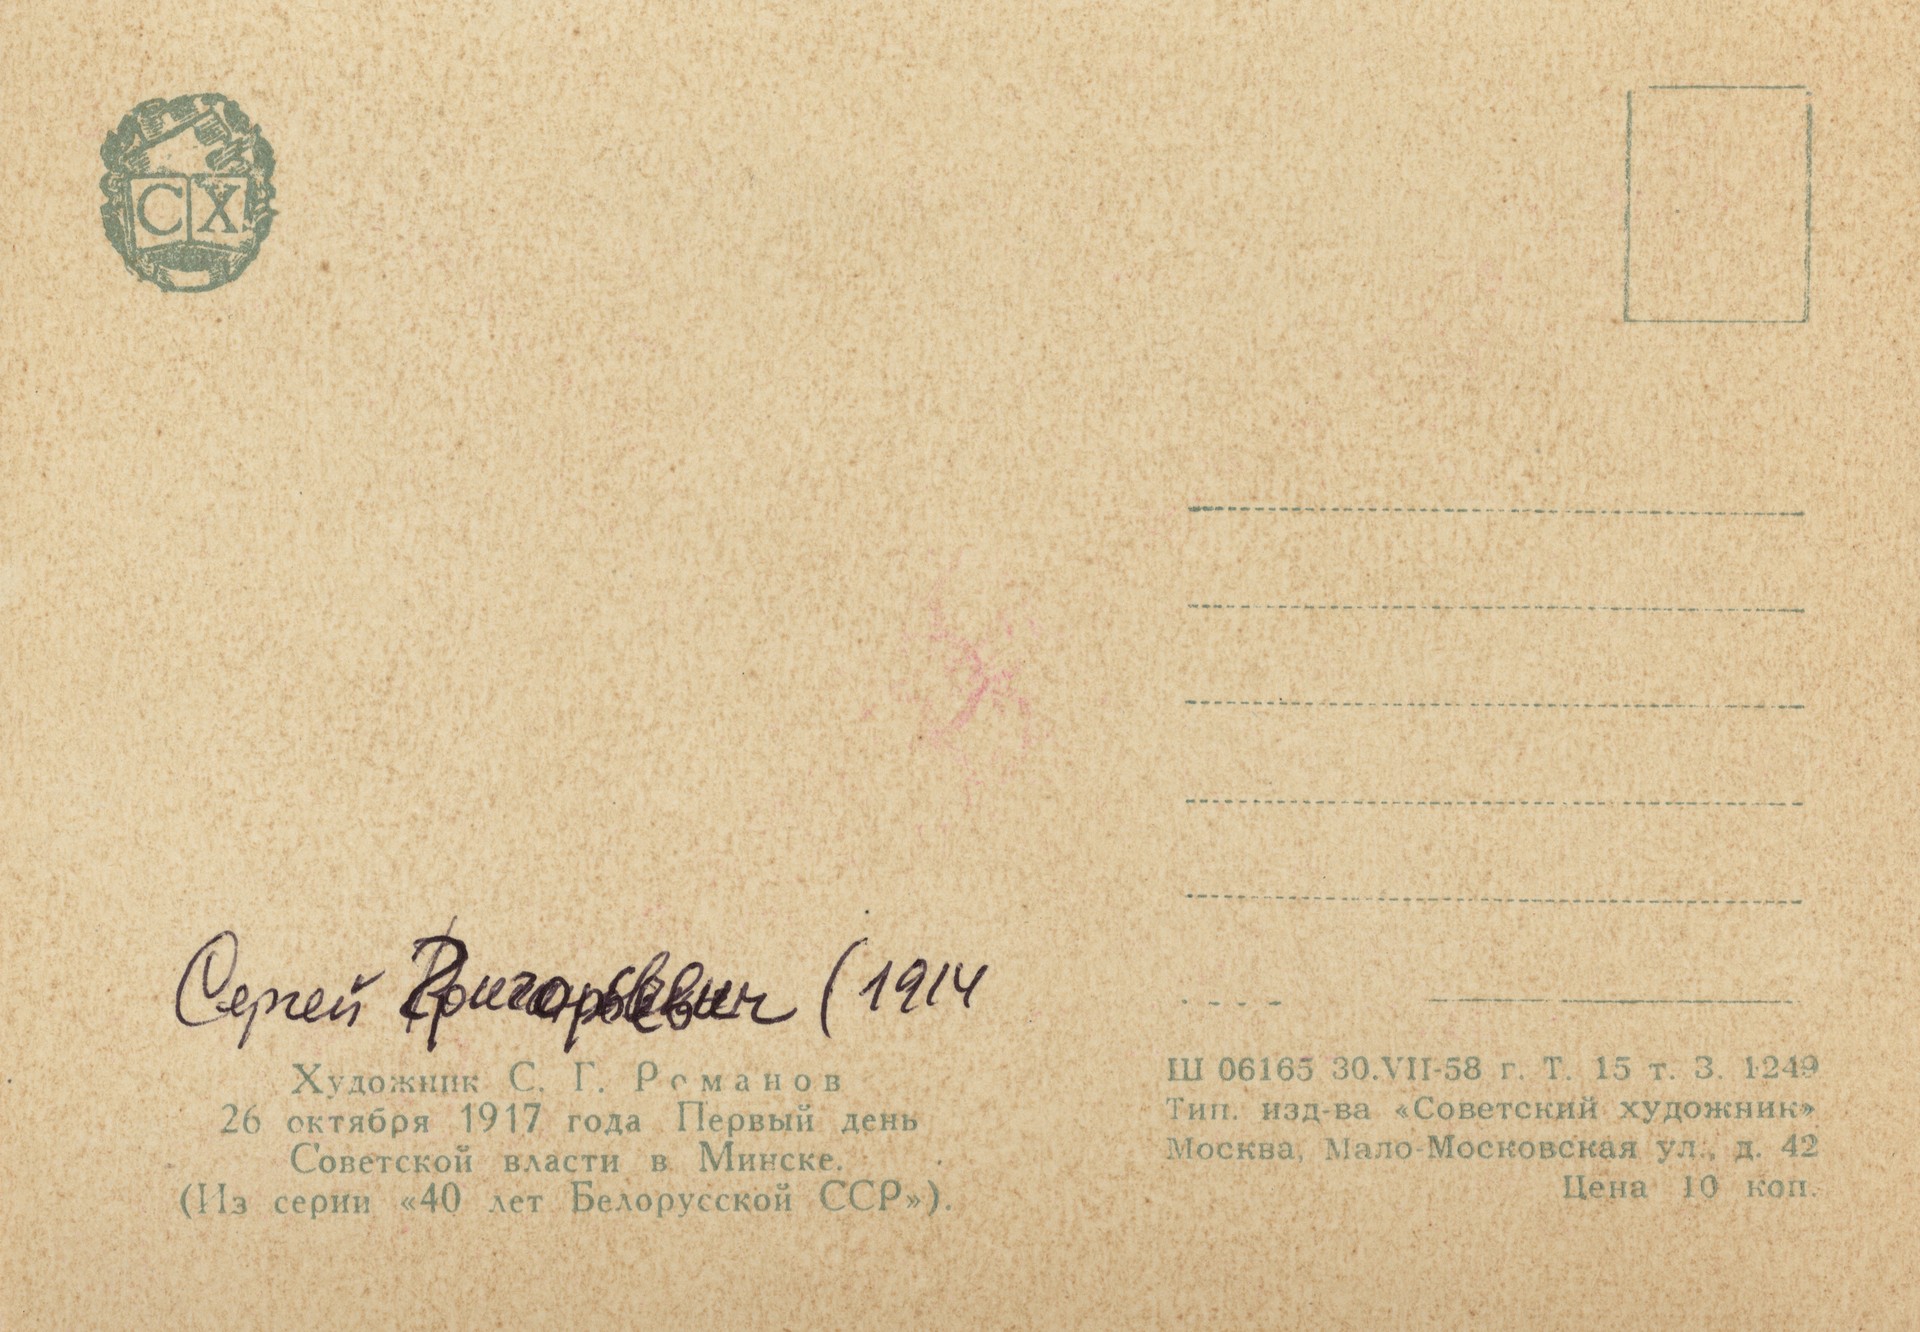 СХ
Сергей Григорьевич (1914
Художник С. Г. Романов
26 октября 1917 года Первый день
Советской власти в Минске.
(Из серии «40 лет Белорусской ССР»).
Ш 06165 30.VII-58 г. Т. 15 т. З. 1249
Тип. изд-ва «Советский художник»
Москва, Мало-Московская ул., д. 42
Цена 10 коп.